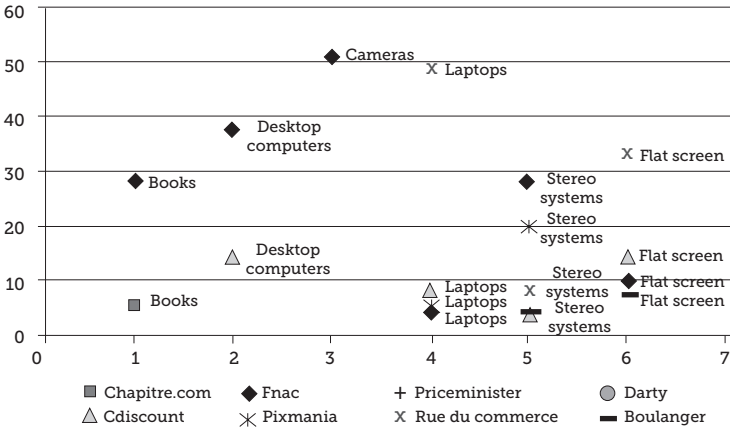 60
50
40
30
20
10
0
Cameras
x Laptops
Desktop
computers
Books
Stereo
systems
x Flat screen
Stereo
systems
Desktop
computers
Flat screen
Books
Laptops
Laptops
Laptops
x Stereo
systems
Stereo
systems
Flat screen
Flat screen
0 1 2 3 4 5 6 7
Chapitre.com Fnac + Priceminister Darty
Cdiscount Pixmania x Rue du commerce Boulanger